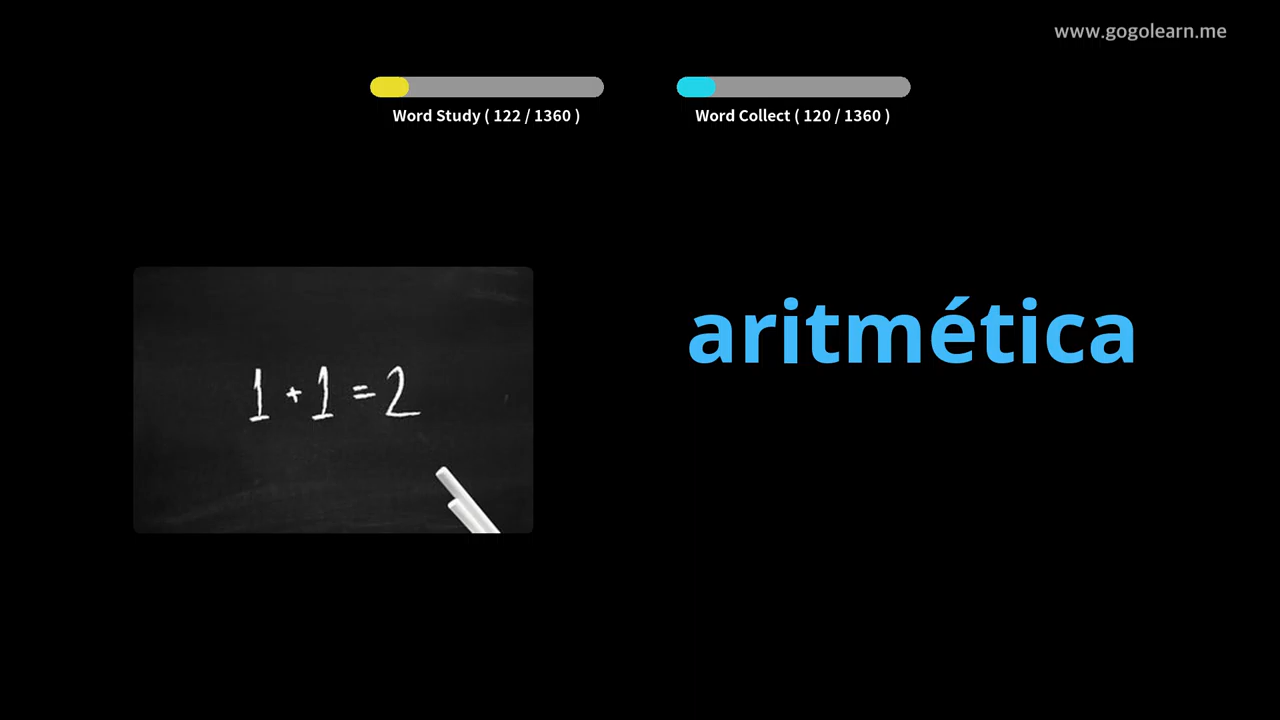 www.gogolearn.me
Word Study ( 122 / 1360 )
Word Collect ( 120 / 1360 )
aritmética
1 + 1 = 2